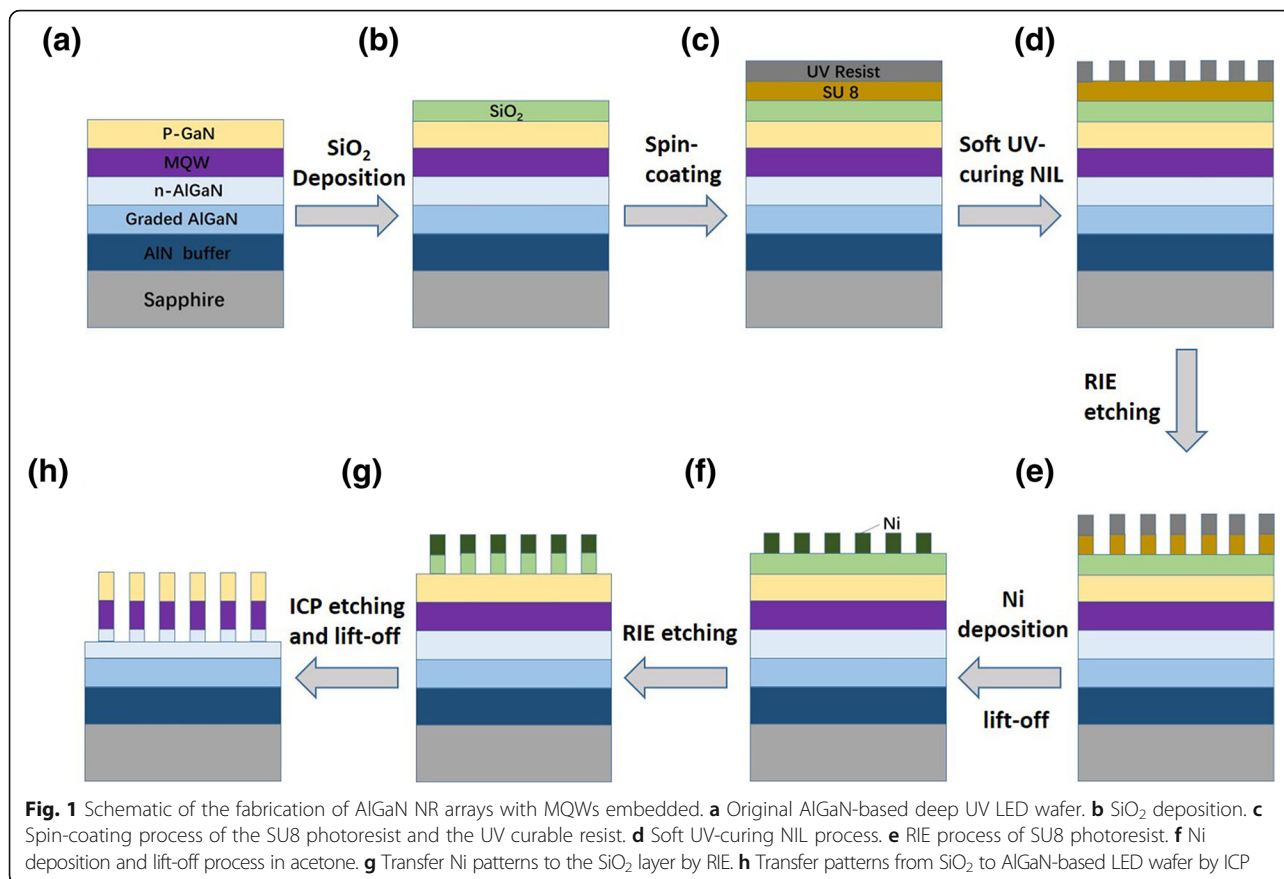 (a)
(b)
(c)
(d)
P-GaN
MQW
n-AlGaN
Graded AlGaN
AlN buffer
Sapphire
SiO₂
Deposition
SiO₂
Spin-
coating
UV Resist
SU 8
Soft UV-
curing NIL
RIE
etching
(h)
(g)
(f)
(e)
ICP etching
and lift-off
RIE etching
Ni
Ni
deposition
lift-off
Fig. 1 Schematic of the fabrication of AlGaN NR arrays with MQWs embedded. a Original AlGaN-based deep UV LED wafer. b SiO₂ deposition. c
Spin-coating process of the SU8 photoresist and the UV curable resist. d Soft UV-curing NIL process. e RIE process of SU8 photoresist. f Ni
deposition and lift-off process in acetone. g Transfer Ni patterns to the SiO₂ layer by RIE. h Transfer patterns from SiO₂ to AlGaN-based LED wafer by ICP